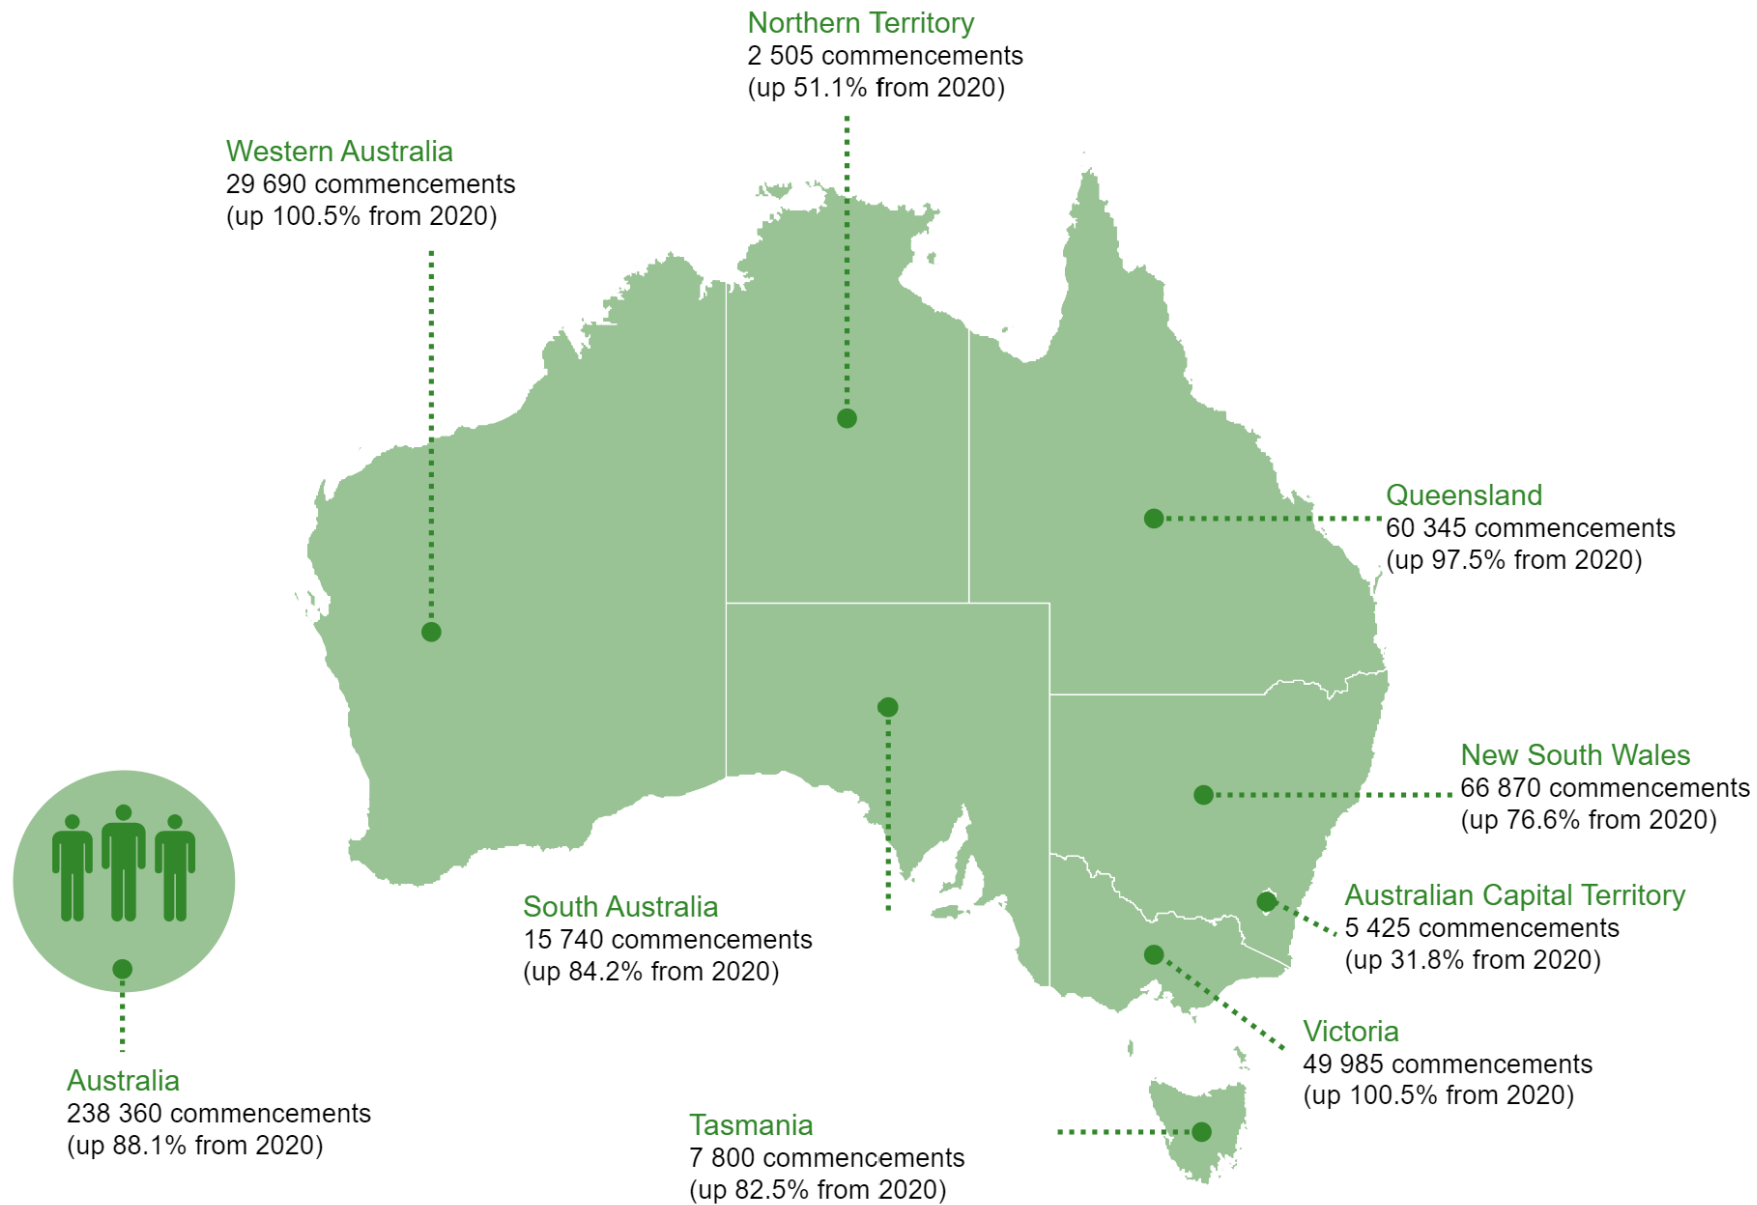 Northern Territory
2 505 commencements
(up 51.1% from 2020)
Western Australia
29 690 commencements
(up 100.5% from 2020)
Queensland
60 345 commencements
(up 97.5% from 2020)
New South Wales
66 870 commencements
(up 76.6% from 2020)
Australian Capital Territory
5 425 commencements
(up 31.8% from 2020)
South Australia
15 740 commencements
(up 84.2% from 2020)
Victoria
49 985 commencements
(up 100.5% from 2020)
Australia
238 360 commencements
(up 88.1% from 2020)
Tasmania
7 800 commencements
(up 82.5% from 2020)